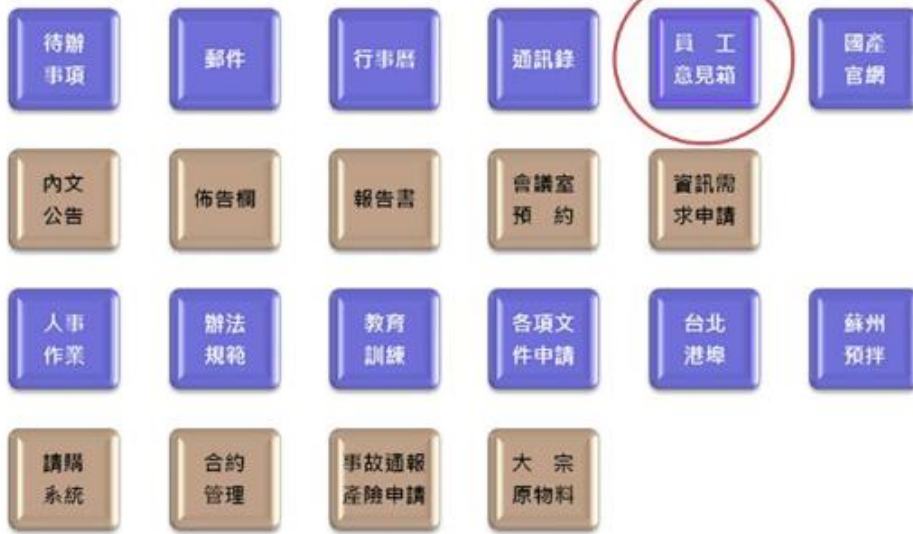 待辦
事項
郵件
行事曆
通訊錄
員 工
意見箱
國產
官網
內文
公告
佈告欄
報告書
會議室
預 約
資訊需
求申請
人事
作業
辦法
規範
教育
訓練
各項文
件申請
台北
港埠
蘇州
預拌
請購
系統
合約
管理
事故通報
產險申請
大 宗
原物料